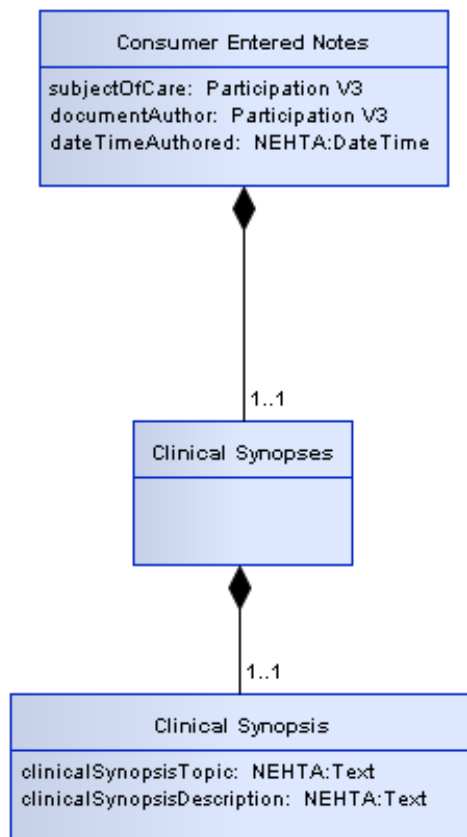 Consumer Entered Notes
subjectOfCare: Participation V3
documentAuthor: Participation V3
dateTimeAuthored: NEHTA:DateTime
1..1
Clinical Synopses
1..1
Clinical Synopsis
clinicalSynopsisTopic: NEHTA:Text
clinicalSynopsisDescription: NEHTA:Text